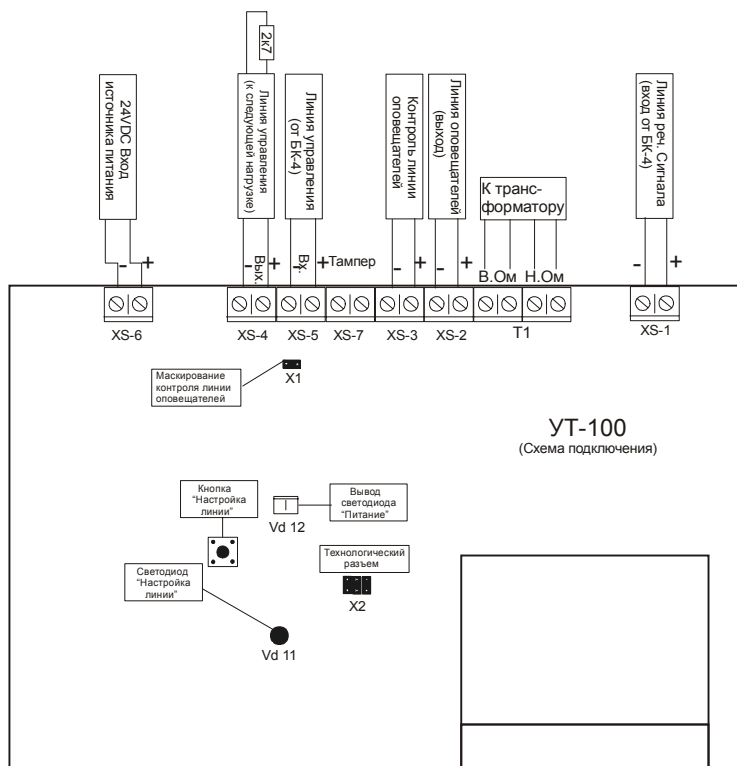 2к7
24VDC Вход
источника питания
Линия управления
(к следующей нагрузке)
Линия управления
(от БК-4)
Контроль линии
оповещателей
Линия оповещателей
(выход)
К транс-
форматору
Линия реч. Сигнала
(вход от БК-4)
- +
- Вых. +
- Вх. +
Тампер
- +
- +
В.Ом Н.Ом
- +
XS-6
XS-4
XS-5
XS-7
XS-3
XS-2
T1
XS-1
Маскирование
контроля линии
оповещателей
X1
УТ-100
(Схема подключения)
Кнопка
“Настройка
линии”
Vd 12
Вывод
светодиода
“Питание”
Технологический
разъем
X2
Светодиод
“Настройка
линии”
Vd 11